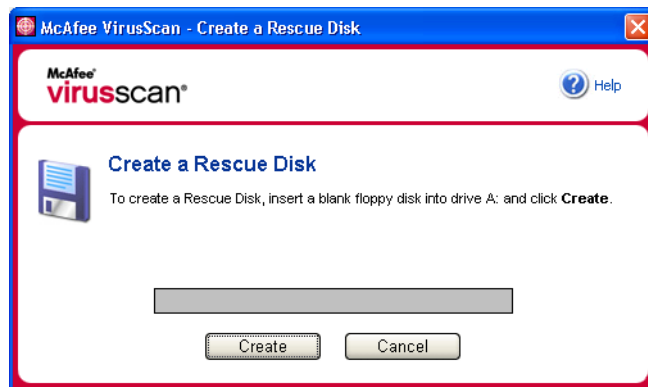 McAfee VirusScan - Create a Rescue Disk
McAfee®
virusscan®
Help
Create a Rescue Disk
To create a Rescue Disk, insert a blank floppy disk into drive A: and click Create.
Create
Cancel